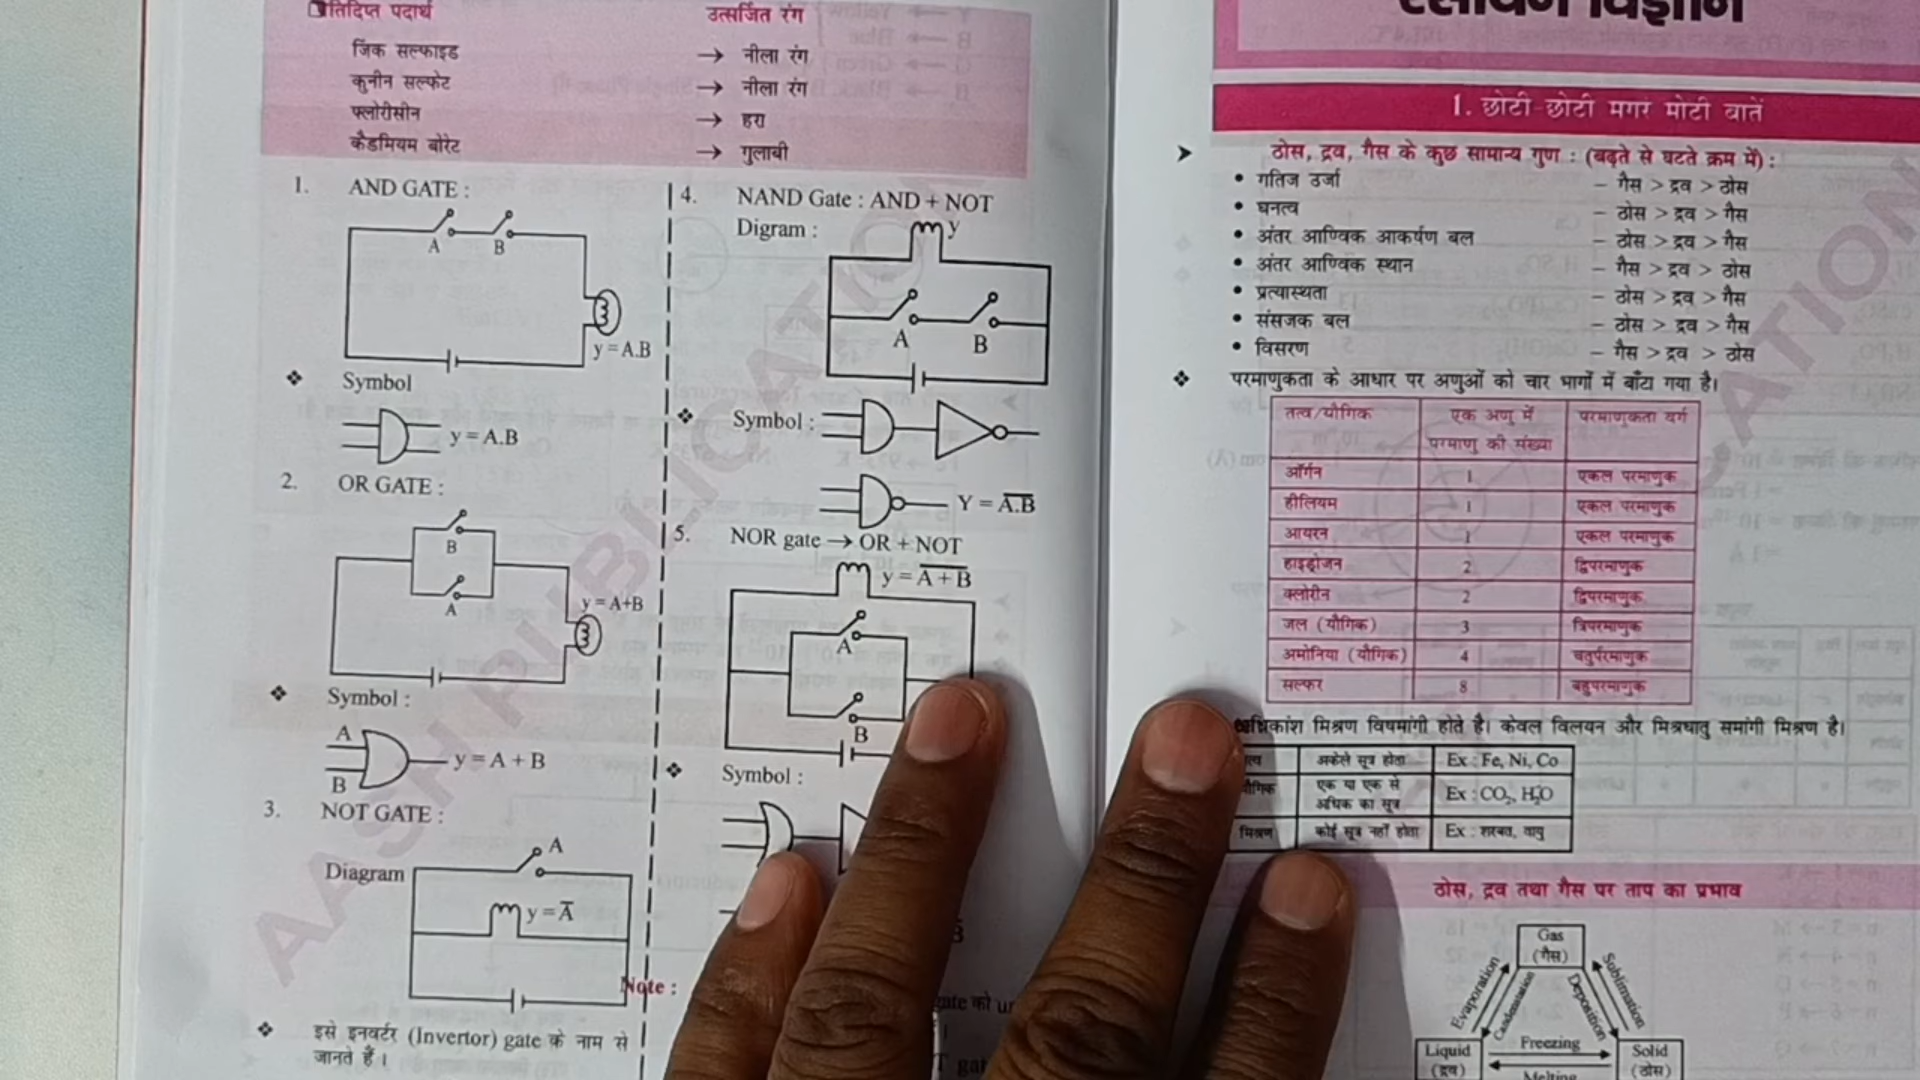 तिदिप्त पदार्थ उत्सर्जित रंग
जिंक सल्फाइड → नीला रंग
कुनीन सल्फेट → नीला रंग
फ्लोरीसीन → हरा
कैडमियम बोरेट → गुलाबी
1. AND GATE :
A B
y = A.B
❖ Symbol
y = A.B
2. OR GATE :
B
A
y = A+B
❖ Symbol :
A
B
y = A + B
3. NOT GATE :
Diagram
A
y = A̅
❖ इसे इनवर्टर (Invertor) gate के नाम से
जानते हैं।
4. NAND Gate : AND + NOT
Digram :
y
A B
❖ Symbol :
Y = A̅.̅B̅
5. NOR gate → OR + NOT
y = A̅ ̅+̅ ̅B̅
A
B
❖ Symbol :
Note :
gate को
रसायन विज्ञान
1. छोटी-छोटी मगर मोटी बातें
➤ ठोस, द्रव, गैस के कुछ सामान्य गुण : (बढ़ते से घटते क्रम में) :
• गतिज उर्जा – गैस > द्रव > ठोस
• घनत्व – ठोस > द्रव > गैस
• अंतर आण्विक आकर्षण बल – ठोस > द्रव > गैस
• अंतर आण्विक स्थान – गैस > द्रव > ठोस
• प्रत्यास्थता – ठोस > द्रव > गैस
• संसजक बल – ठोस > द्रव > गैस
• विसरण – गैस > द्रव > ठोस
❖ परमाणुकता के आधार पर अणुओं को चार भागों में बाँटा गया है।
तत्व/यौगिक एक अणु में परमाणुकता वर्ग
परमाणु की संख्या
ऑर्गन 1 एकल परमाणुक
हीलियम 1 एकल परमाणुक
आयरन 1 एकल परमाणुक
हाइड्रोजन 2 द्विपरमाणुक
क्लोरीन 2 द्विपरमाणुक
जल (यौगिक) 3 त्रिपरमाणुक
अमोनिया (यौगिक) 4 चतुर्परमाणुक
सल्फर 8 बहुपरमाणुक
अधिकांश मिश्रण विषमांगी होते है। केवल विलयन और मिश्रधातु समांगी मिश्रण है।
अकेले सूत्र होता Ex : Fe, Ni, Co
यौगिक एक या एक से
अधिक का सूत्र Ex : CO₂, H₂O
मिश्रण कोई सूत्र नहीं होता Ex : शरबत, वायु
ठोस, द्रव तथा गैस पर ताप का प्रभाव
Gas
(गैस)
Evaporation
Condensation
Deposition
Sublimation
Liquid
(द्रव)
Freezing
Melting
Solid
(ठोस)